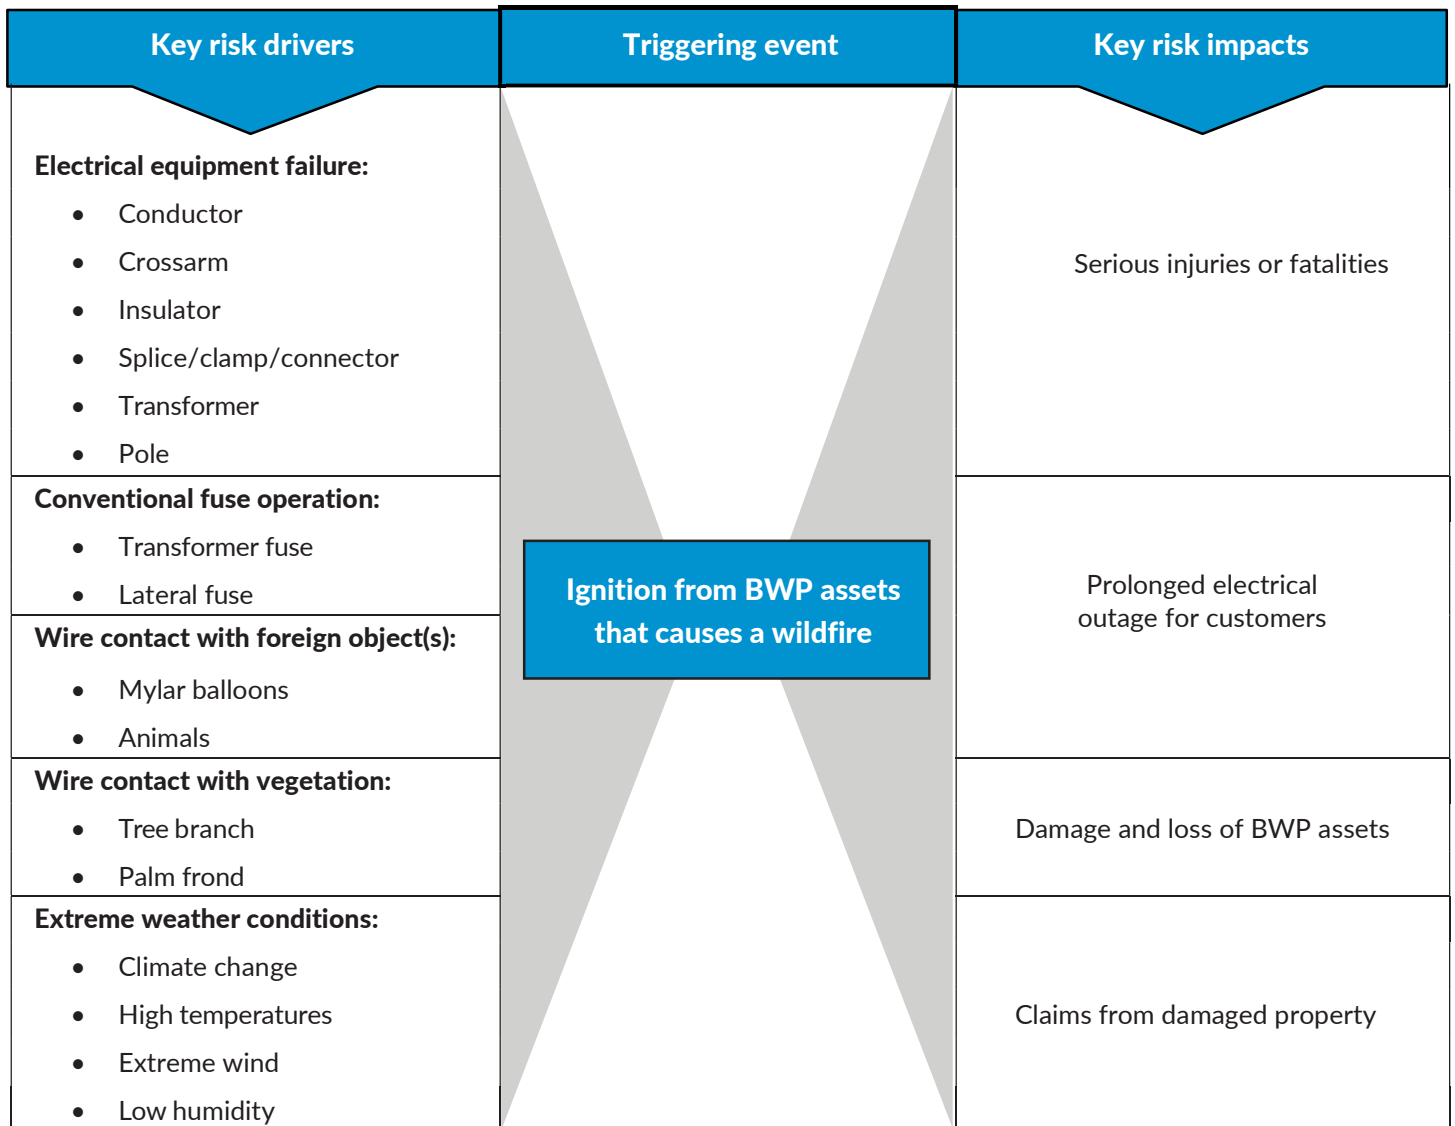 Key risk drivers
Triggering event
Key risk impacts
Electrical equipment failure:
• Conductor
• Crossarm
• Insulator
• Splice/clamp/connector
• Transformer
• Pole
Conventional fuse operation:
• Transformer fuse
• Lateral fuse
Wire contact with foreign object(s):
• Mylar balloons
• Animals
Wire contact with vegetation:
• Tree branch
• Palm frond
Extreme weather conditions:
• Climate change
• High temperatures
• Extreme wind
• Low humidity
Ignition from BWP assets
that causes a wildfire
Serious injuries or fatalities
Prolonged electrical
outage for customers
Damage and loss of BWP assets
Claims from damaged property